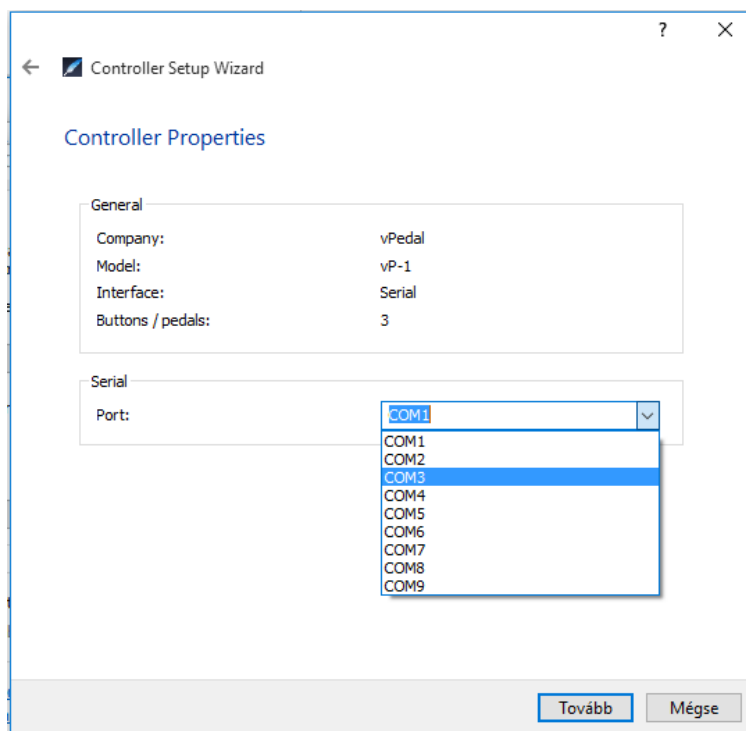 ?
Controller Setup Wizard
Controller Properties
General
Company: vPedal
Model: vP-1
Interface: Serial
Buttons / pedals: 3
Serial
Port: COM1
COM1
COM2
COM3
COM4
COM5
COM6
COM7
COM8
COM9
Tovább Mégse